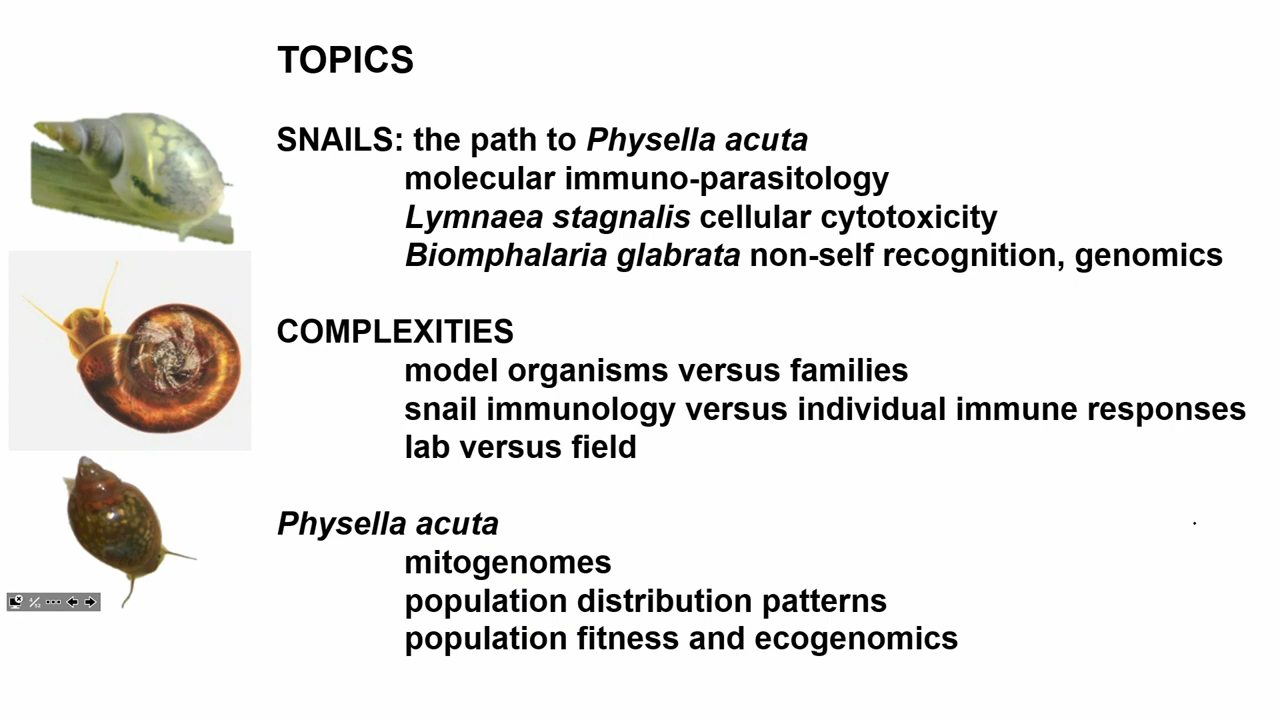 TOPICS
SNAILS: the path to Physella acuta
molecular immuno-parasitology
Lymnaea stagnalis cellular cytotoxicity
Biomphalaria glabrata non-self recognition, genomics
COMPLEXITIES
model organisms versus families
snail immunology versus individual immune responses
lab versus field
Physella acuta
mitogenomes
population distribution patterns
population fitness and ecogenomics